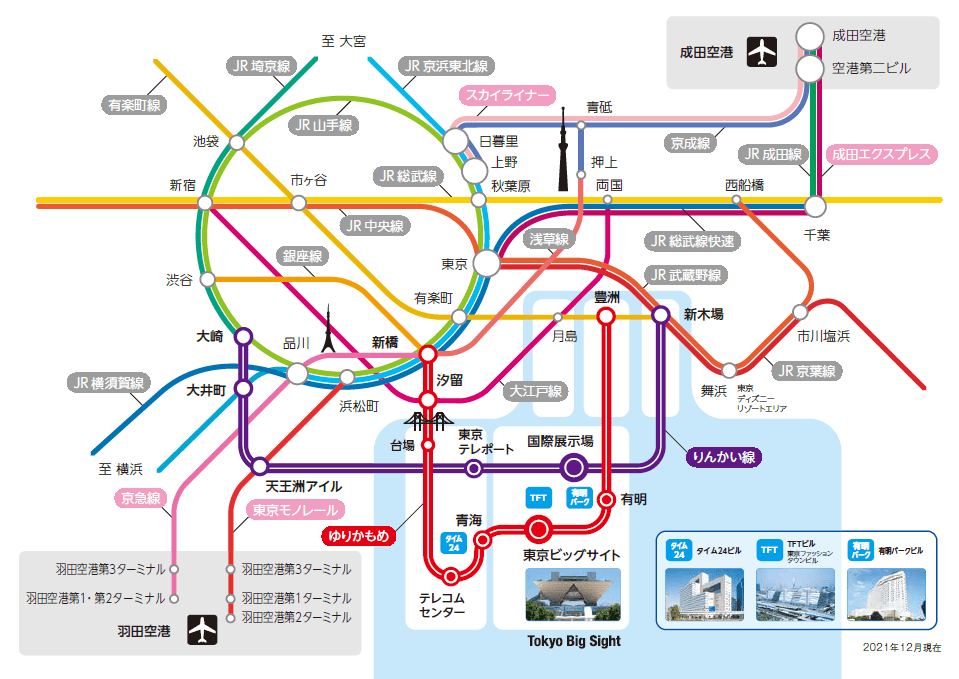 至 大宮
JR 埼京線
JR 京浜東北線
有楽町線
JR 山手線
スカイライナー
成田空港
成田空港
空港第二ビル
池袋
日暮里
青砥
京成線
JR 成田線
成田エクスプレス
上野
押上
新宿
市ヶ谷
JR 総武線
秋葉原
両国
西船橋
JR 中央線
千葉
銀座線
浅草線
JR 総武線快速
東京
渋谷
JR 武蔵野線
有楽町
豊洲
新木場
大崎
品川
新橋
月島
市川塩浜
JR 横須賀線
大井町
汐留
大江戸線
JR 京葉線
浜松町
舞浜
東京
ディズニー
リゾートエリア
台場
東京
テレポート
国際展示場
りんかい線
至 横浜
天王洲アイル
京急線
東京モノレール
TFT
有明
パーク
有明
ゆりかもめ
青海
タイム
24
東京ビッグサイト
テレコム
センター
Tokyo Big Sight
羽田空港第3ターミナル
羽田空港第3ターミナル
羽田空港第1・第2ターミナル
羽田空港第1ターミナル
羽田空港第2ターミナル
羽田空港
タイム
24
タイム24ビル
TFT
TFTビル
東京ファッション
タウンビル
有明
パーク
有明パークビル
2021年12月現在